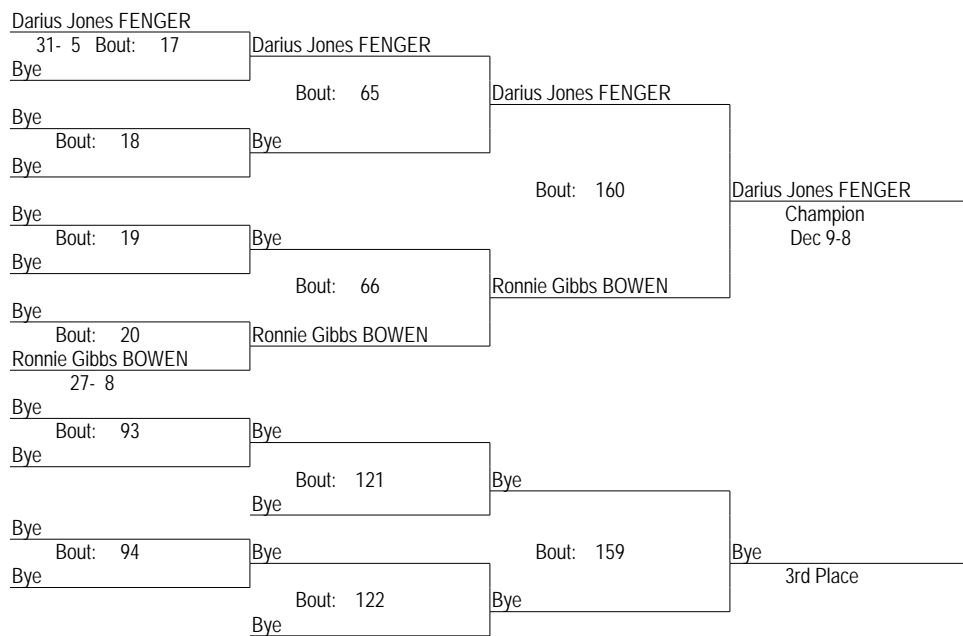 Darius Jones FENGER
31- 5 Bout: 17
Darius Jones FENGER
Bye
Bout: 65
Darius Jones FENGER
Bye
Bout: 18
Bye
Bye
Bout: 160
Darius Jones FENGER
Champion
Dec 9-8
Bye
Bout: 19
Bye
Bye
Bout: 66
Ronnie Gibbs BOWEN
Bye
Bout: 20
Ronnie Gibbs BOWEN
Ronnie Gibbs BOWEN
27- 8
Bye
Bout: 93
Bye
Bye
Bout: 121
Bye
Bye
Bye
Bout: 94
Bye
Bye
Bout: 159
Bye
3rd Place
Bout: 122
Bye
Bye